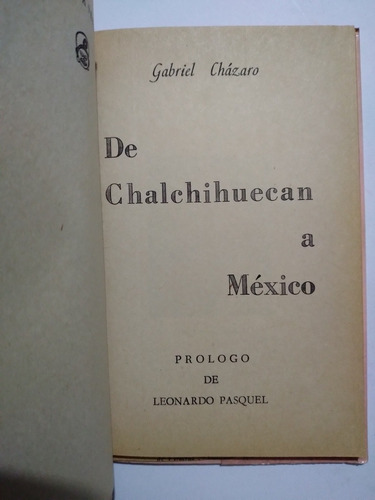 Gabriel Cházaro
De
Chalchihuecan
a
México
PROLOGO
DE
LEONARDO PASQUEL